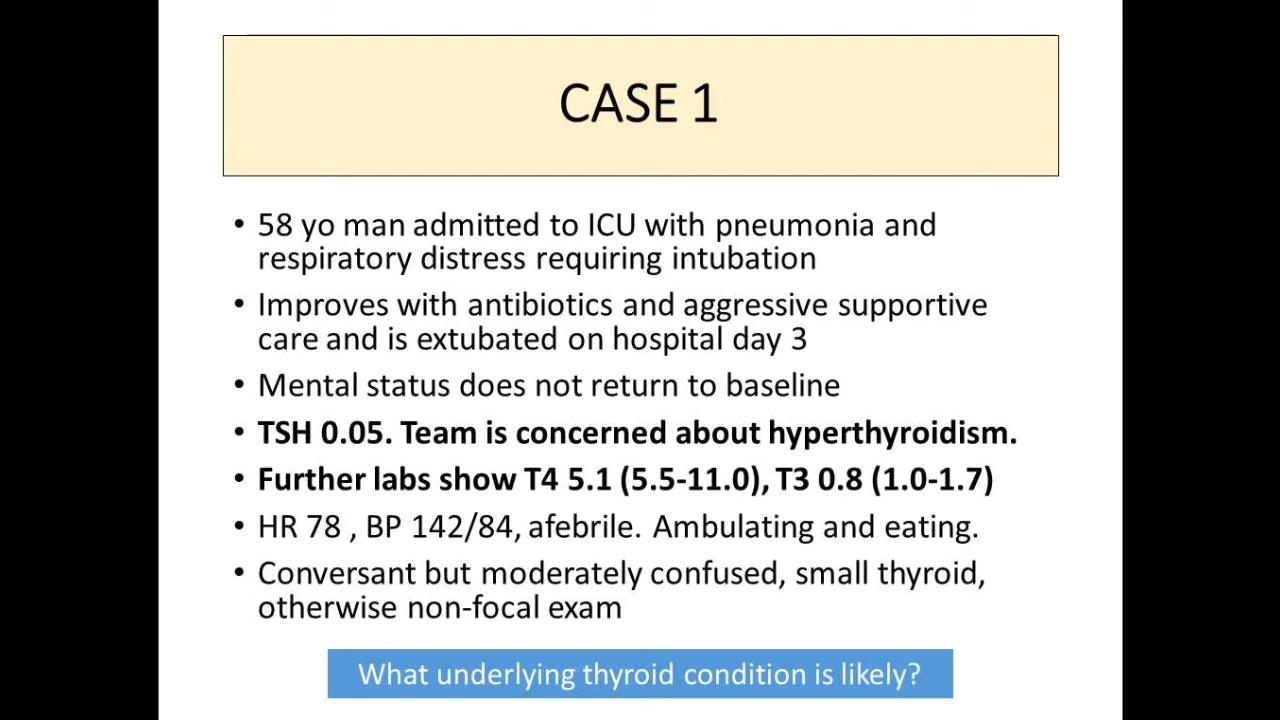 CASE 1
• 58 yo man admitted to ICU with pneumonia and
respiratory distress requiring intubation
• Improves with antibiotics and aggressive supportive
care and is extubated on hospital day 3
• Mental status does not return to baseline
• TSH 0.05. Team is concerned about hyperthyroidism.
• Further labs show T4 5.1 (5.5-11.0), T3 0.8 (1.0-1.7)
• HR 78 , BP 142/84, afebrile. Ambulating and eating.
• Conversant but moderately confused, small thyroid,
otherwise non-focal exam
What underlying thyroid condition is likely?